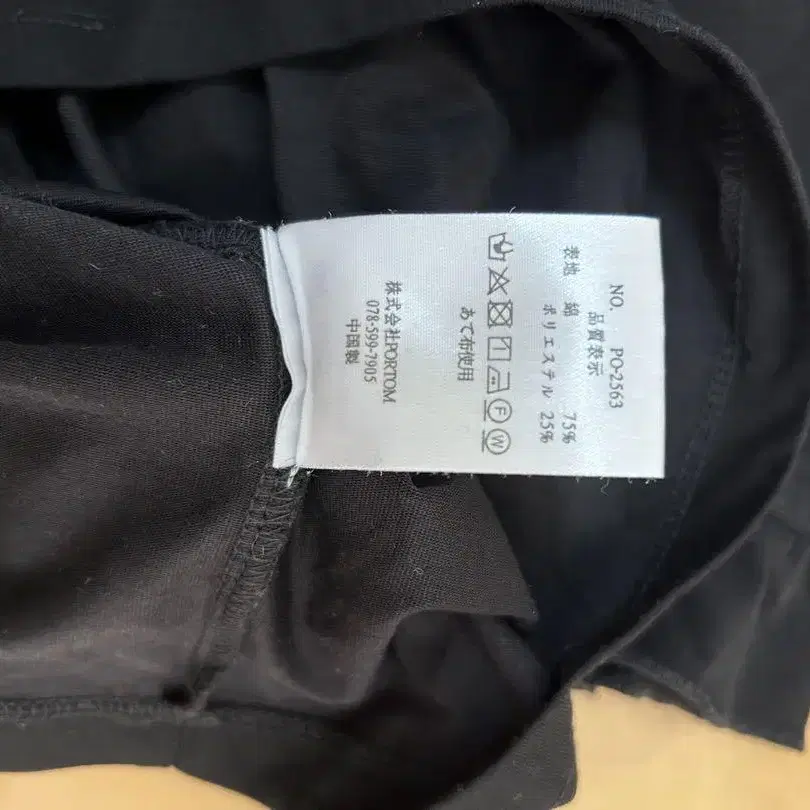 NO. PO-2563
品質表示
表地 綿 75%
ポリエステル 25%
F W
あて布使用
株式会社PORTOM
078-599-7905
中国製